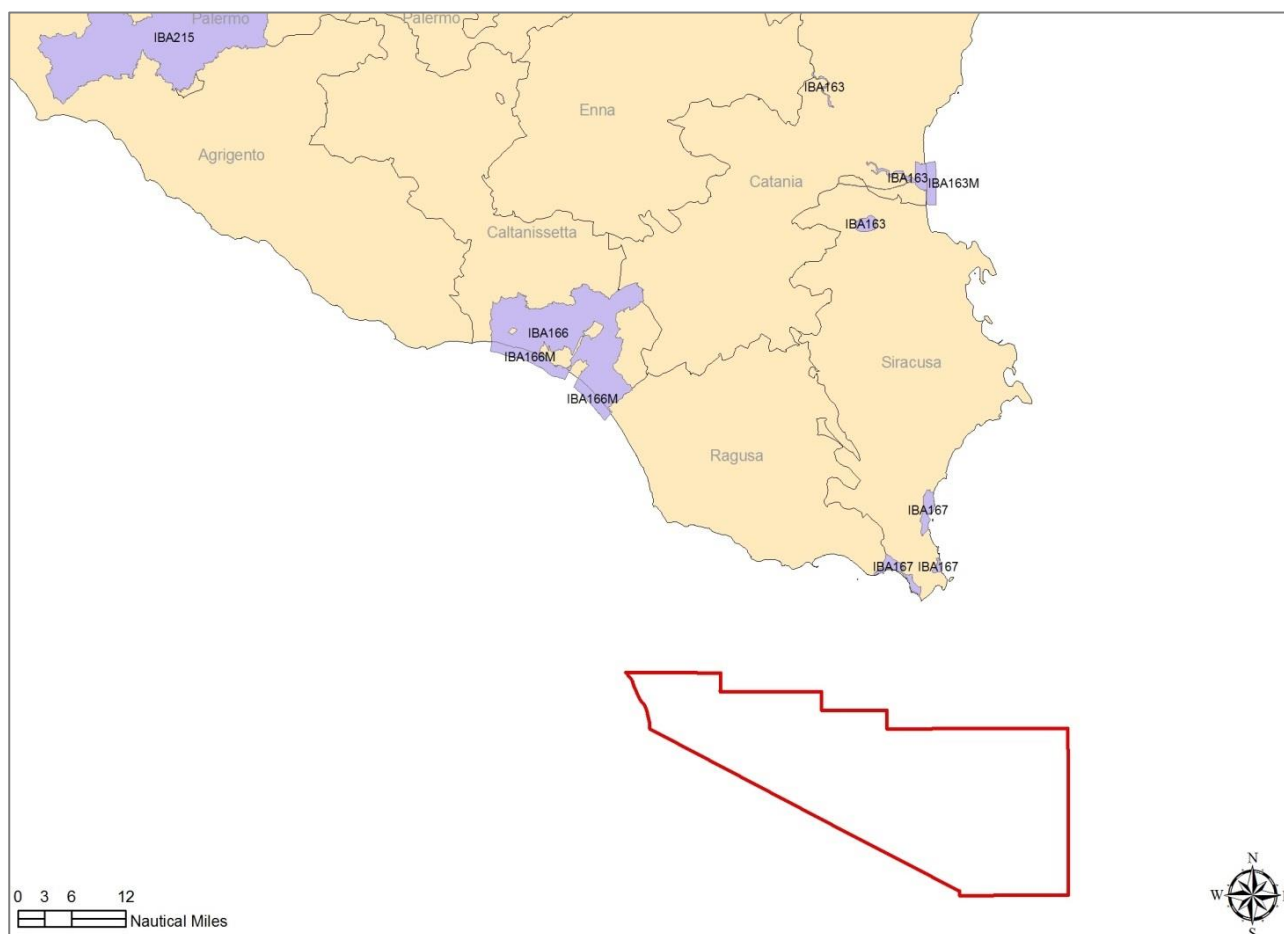 Palermo
Palermo
IBA215
IBA163
Enna
Agrigento
Catania
IBA163
IBA163M
IBA163
Caltanissetta
IBA166
IBA166M
Siracusa
IBA166M
Ragusa
IBA167
IBA167
IBA167
0 3 6 12
Nautical Miles
N
W
S